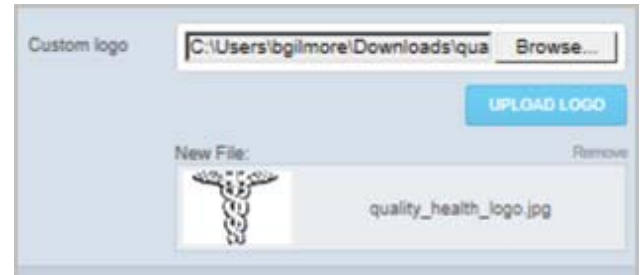 Custom logo C:\Users\bgilmore\Downloads\qua Browse...
UPLOAD LOGO
New File: Remove
quality_health_logo.jpg